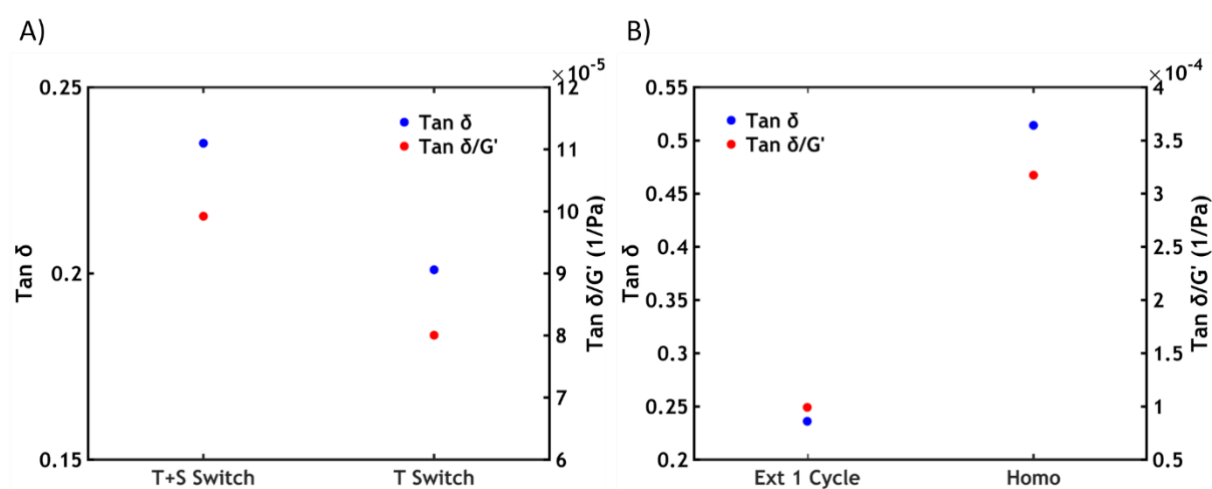 A)
×10⁻⁵
0.25
0.2
0.15
Tan δ
12
11
10
9
8
7
6
Tan δ/G' (1/Pa)
Tan δ
Tan δ/G'
T+S Switch
T Switch
B)
×10⁻⁴
0.55
0.5
0.45
0.4
0.35
0.3
0.25
0.2
Tan δ
4
3.5
3
2.5
2
1.5
1
0.5
Tan δ/G' (1/Pa)
Tan δ
Tan δ/G'
Ext 1 Cycle
Homo